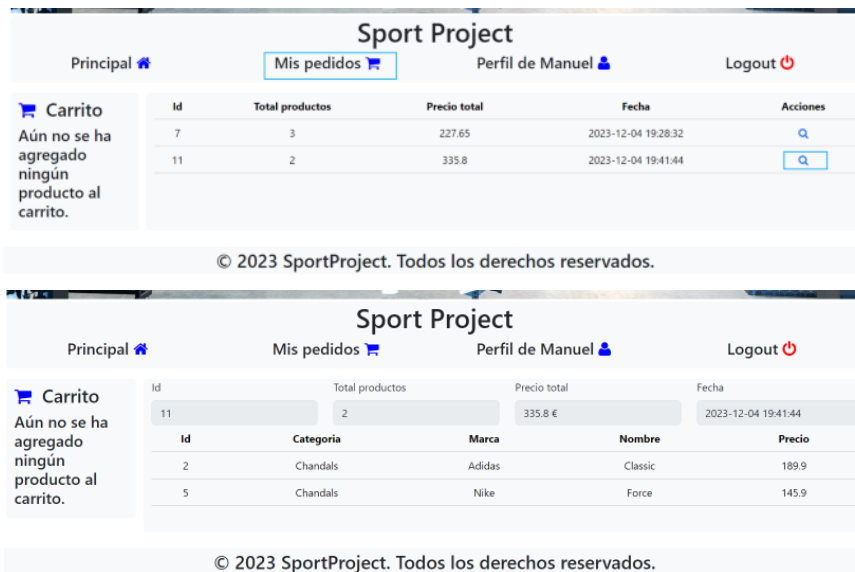 Sport Project
Principal Mis pedidos Perfil de Manuel Logout
Carrito
Aún no se ha
agregado
ningún
producto al
carrito.
Id Total productos Precio total Fecha Acciones
7 3 227.65 2023-12-04 19:28:32
11 2 335.8 2023-12-04 19:41:44
© 2023 SportProject. Todos los derechos reservados.
Sport Project
Principal Mis pedidos Perfil de Manuel Logout
Carrito
Aún no se ha
agregado
ningún
producto al
carrito.
Id Total productos Precio total Fecha
11 2 335.8 € 2023-12-04 19:41:44
Id Categoria Marca Nombre Precio
2 Chandals Adidas Classic 189.9
5 Chandals Nike Force 145.9
© 2023 SportProject. Todos los derechos reservados.